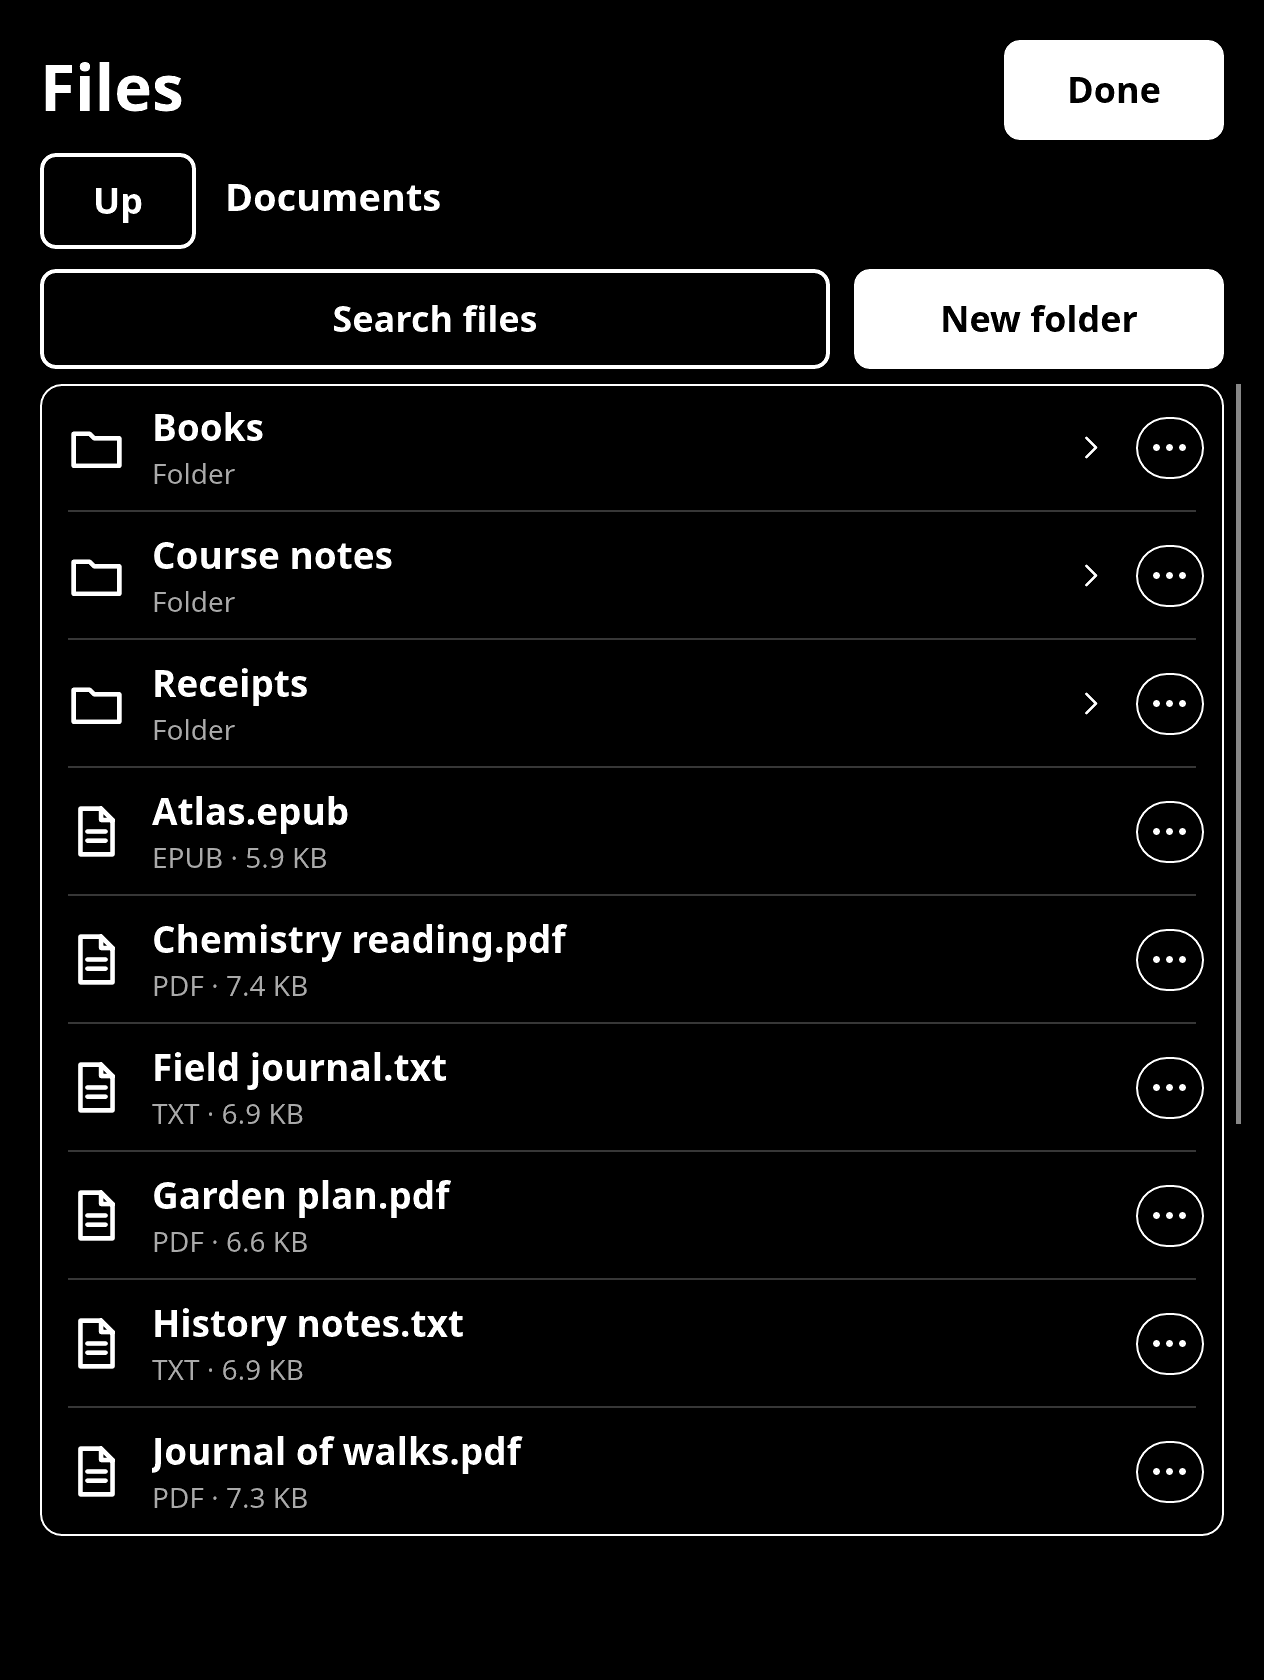 Files
Done
Up
Documents
Search files
New folder
Books
Folder
Course notes
Folder
Receipts
Folder
Atlas.epub
EPUB · 5.9 KB
Chemistry reading.pdf
PDF · 7.4 KB
Field journal.txt
TXT · 6.9 KB
Garden plan.pdf
PDF · 6.6 KB
History notes.txt
TXT · 6.9 KB
Journal of walks.pdf
PDF · 7.3 KB